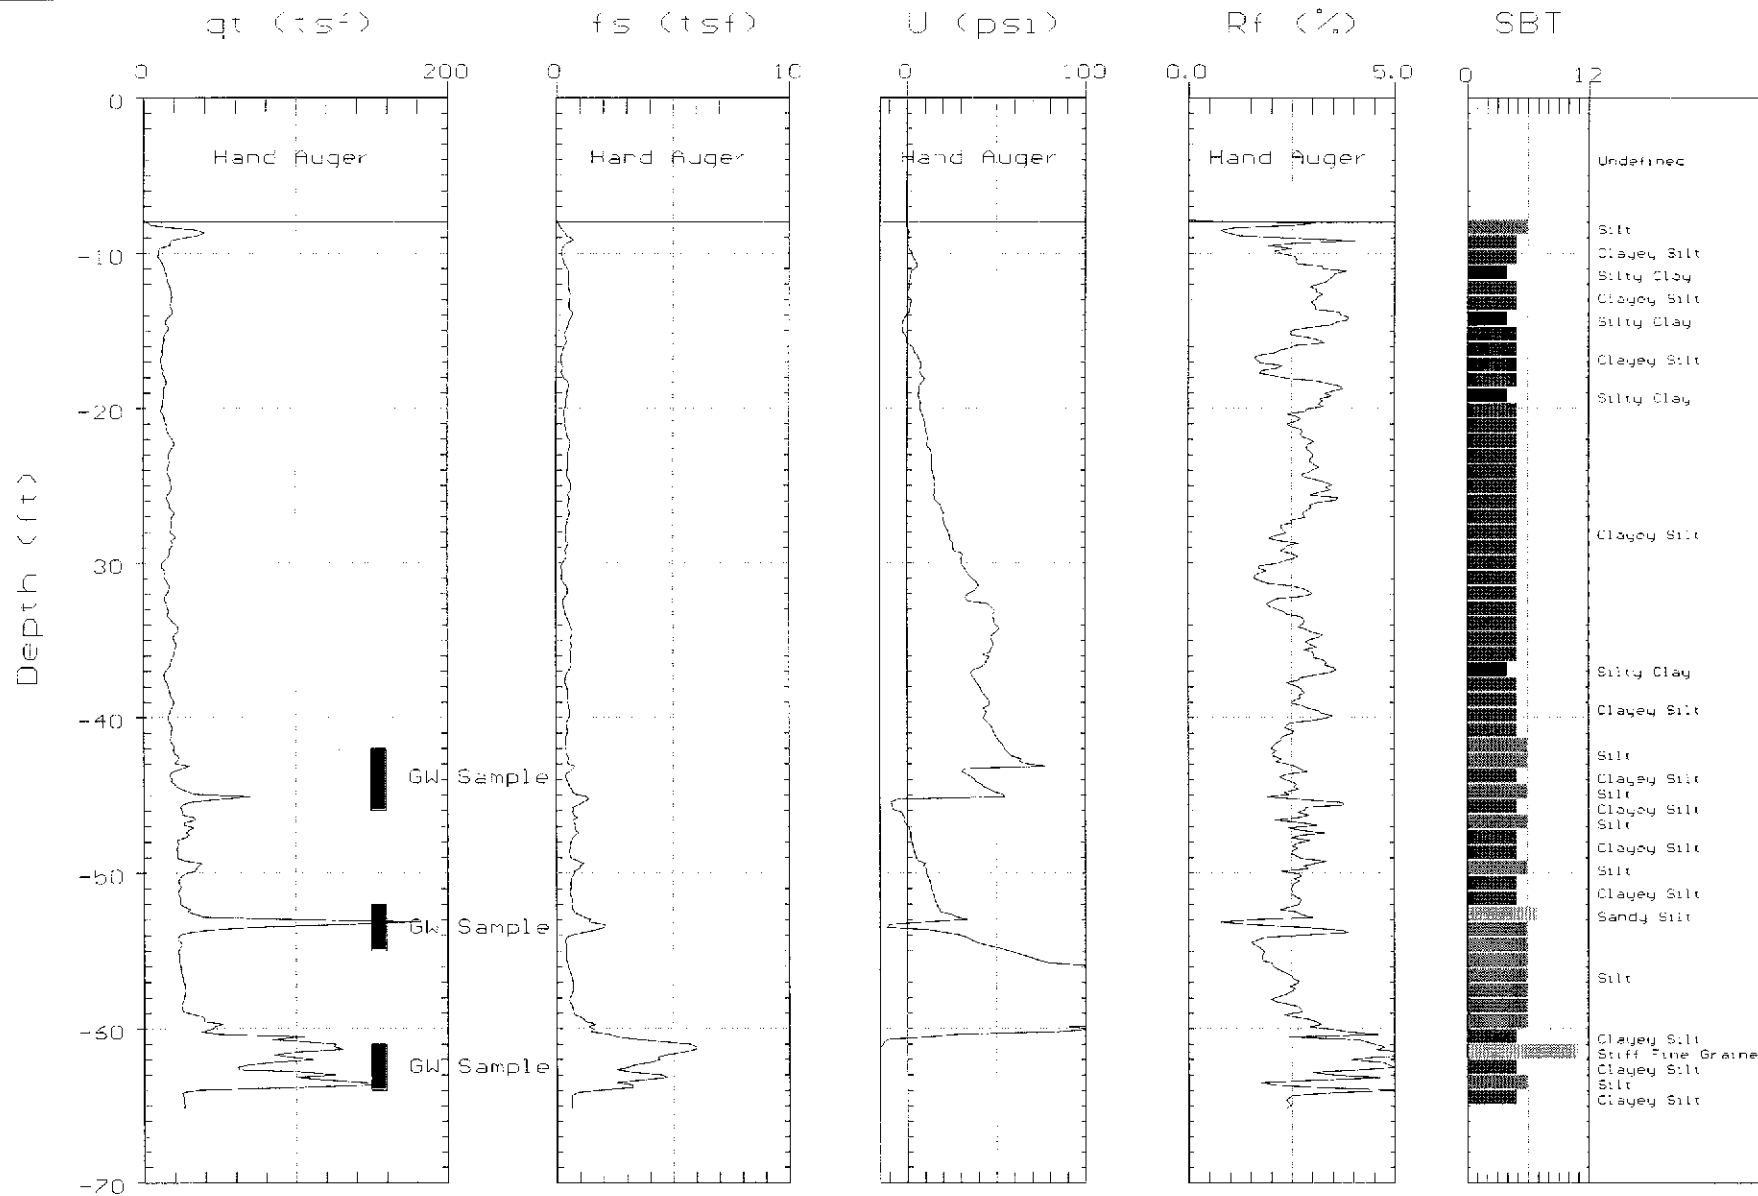 qt (tsf) fs (tsf) U (psi) Rf (%) SBT
0 200 0 10 0 100 0.0 5.0 0 12
0
Hand Auger Hand Auger Hand Auger Hand Auger
Undefined
Silt
-10
Clayey Silt
Silty Clay
Clayey Silt
Silty Clay
Clayey Silt
Silty Clay
-20
Depth (ft)
Clayey Silt
30
Silty Clay
Clayey Silt
-40
Silt
GW Sample
Clayey Silt
Silt
Clayey Silt
Silt
Clayey Silt
Silt
-50
Clayey Silt
Sandy Silt
GW Sample
Silt
-60
Clayey Silt
Stiff Fine Graine
GW Sample
Clayey Silt
Silt
Clayey Silt
-70